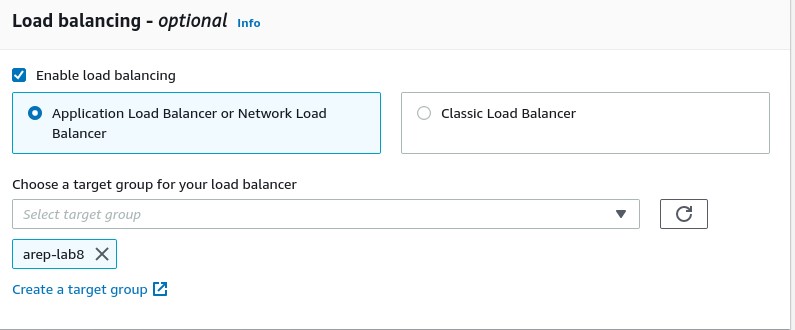 Load balancing - optional Info
Enable load balancing
Application Load Balancer or Network Load
Balancer
Classic Load Balancer
Choose a target group for your load balancer
Select target group
arep-lab8
Create a target group